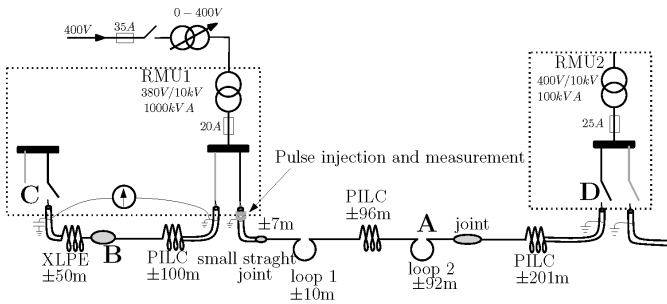 0−400V
400V
35A
RMU1
380V/10kV
1000kVA
20A
RMU2
400V/10kV
100kVA
25A
Pulse injection and measurement
C
D
±7m
PILC
±96m
A
joint
B
XLPE
±50m
PILC
±100m
small straght
joint
loop 1
±10m
loop 2
±92m
PILC
±201m